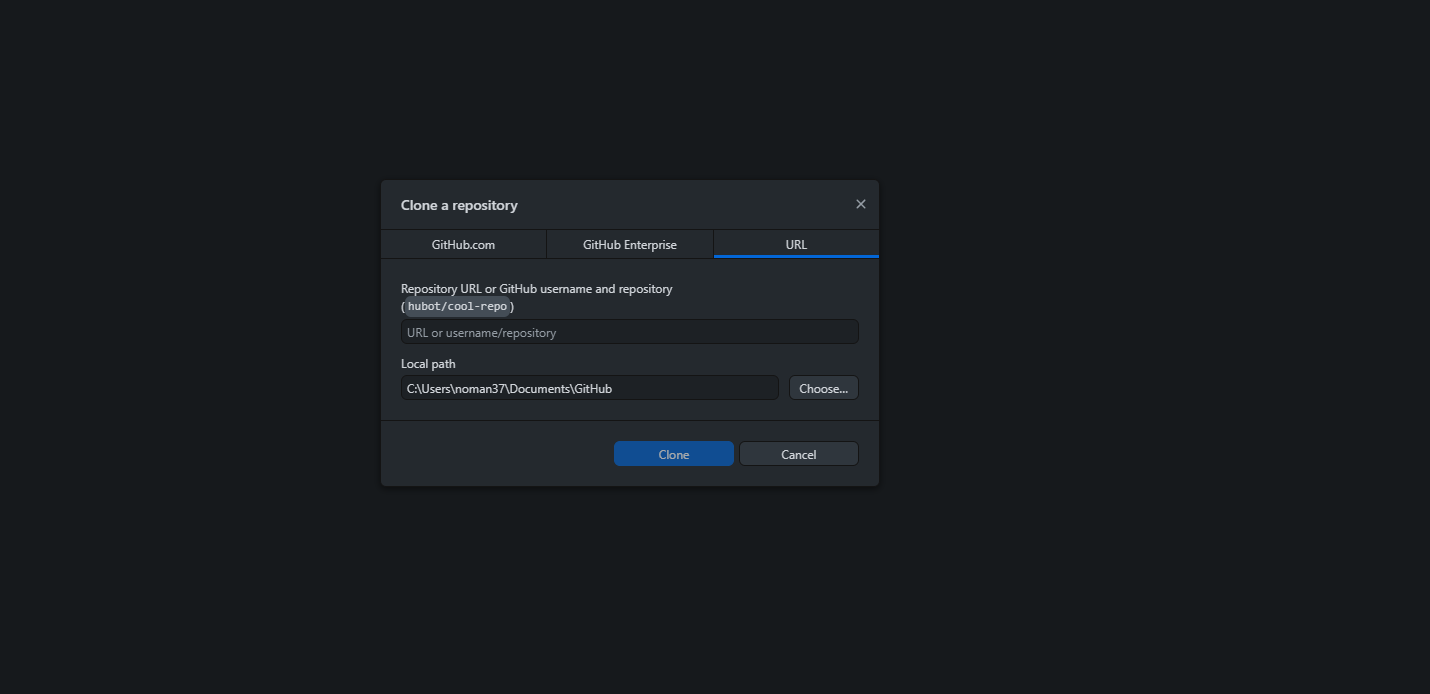 Clone a repository
GitHub.com
GitHub Enterprise
URL
Repository URL or GitHub username and repository
(hubot/cool-repo)
URL or username/repository
Local path
C:\Users\noman37\Documents\GitHub
Choose...
Clone
Cancel